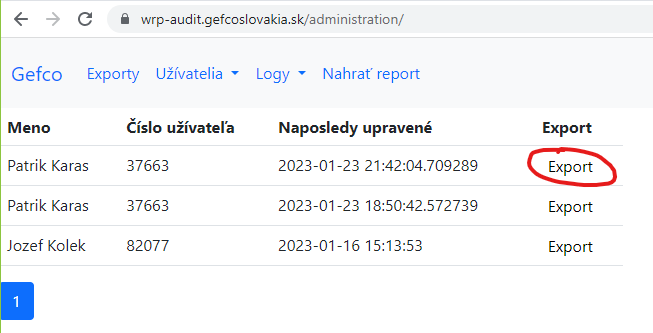 wrp-audit.gefcoslovakia.sk/administration/
Gefco Exporty Užívatelia Logy Nahrať report
Meno Číslo užívateľa Naposledy upravené Export
Patrik Karas 37663 2023-01-23 21:42:04.709289 Export
Patrik Karas 37663 2023-01-23 18:50:42.572739 Export
Jozef Kolek 82077 2023-01-16 15:13:53 Export
1